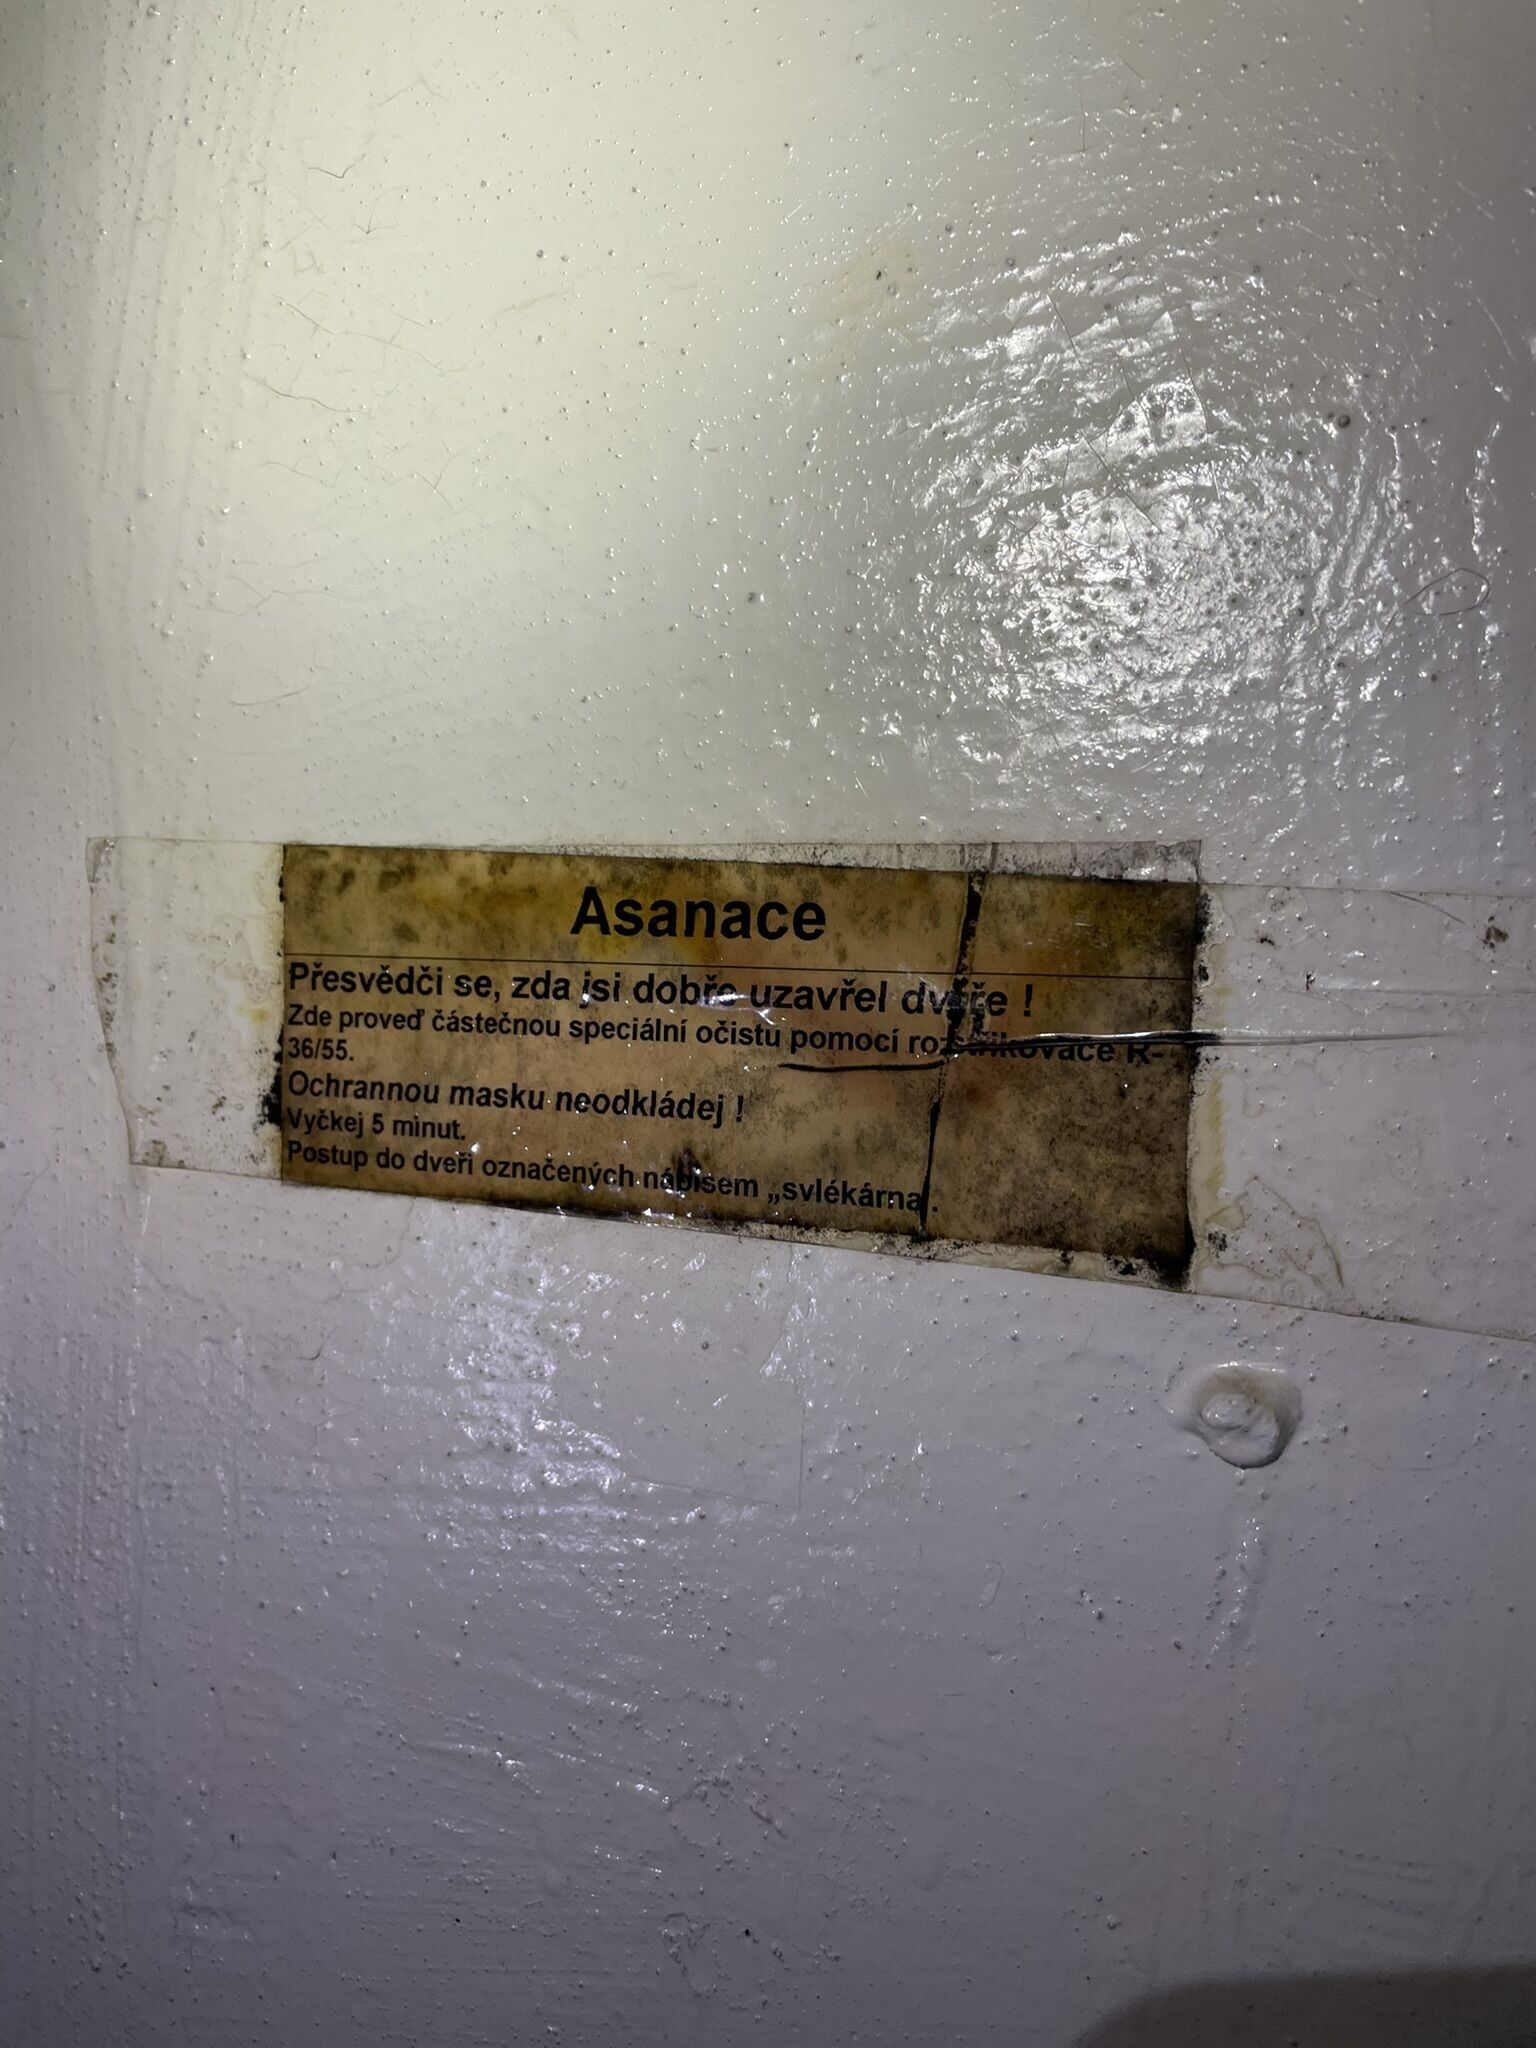 Asanace
Přesvědči se, zda jsi dobře uzavřel dveře !
Zde proveď částečnou speciální očistu pomocí rozstřikovače R-
36/55.
Ochrannou masku neodkládej !
Vyčkej 5 minut.
Postup do dveří označených nápisem „svlékárna“.